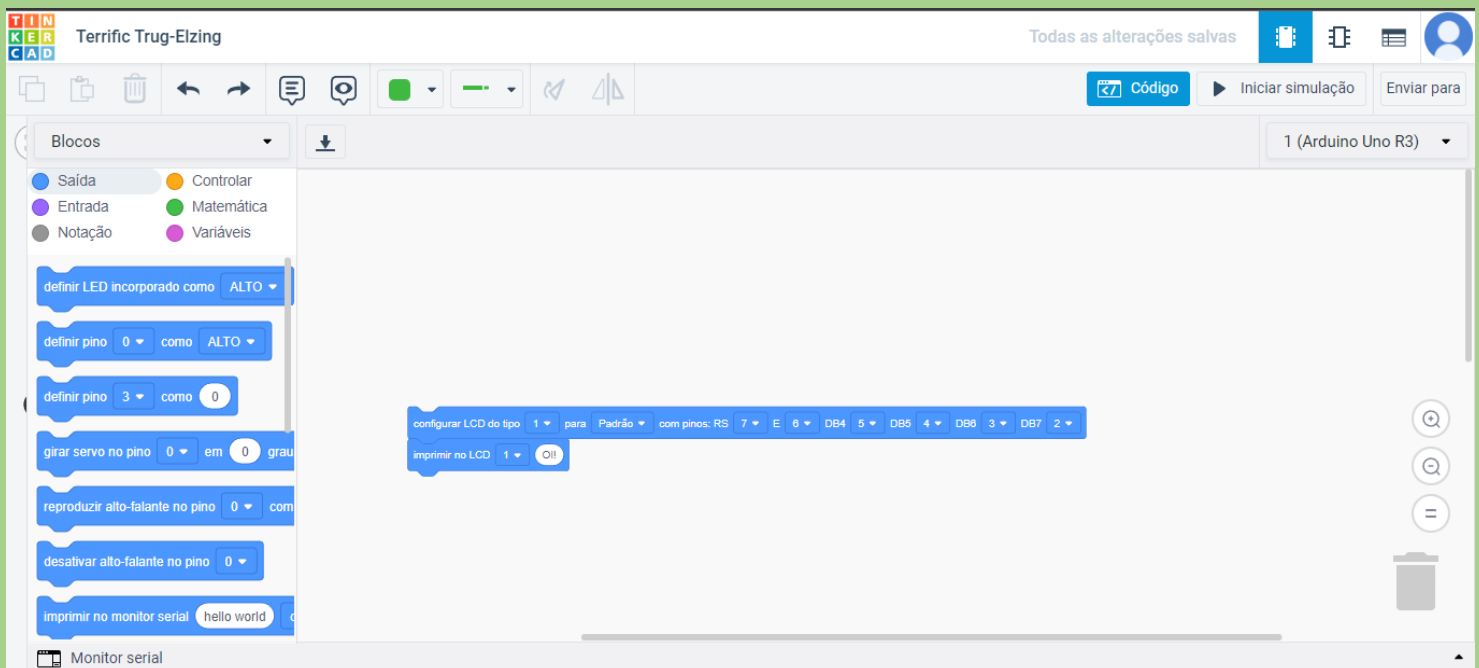 TINKERCAD
Terrific Trug-Elzing
Todas as alterações salvas
Código
Iniciar simulação
Enviar para
Blocos
1 (Arduino Uno R3)
Saída
Controlar
Entrada
Matemática
Notação
Variáveis
definir LED incorporado como ALTO
definir pino 0 como ALTO
definir pino 3 como 0
girar servo no pino 0 em 0 grau
reproduzir alto-falante no pino 0 com
desativar alto-falante no pino 0
imprimir no monitor serial hello world
configurar LCD do tipo 1 para Padrão com pinos: RS 7 E 6 DB4 5 DB5 4 DB6 3 DB7 2
imprimir no LCD 1
Monitor serial